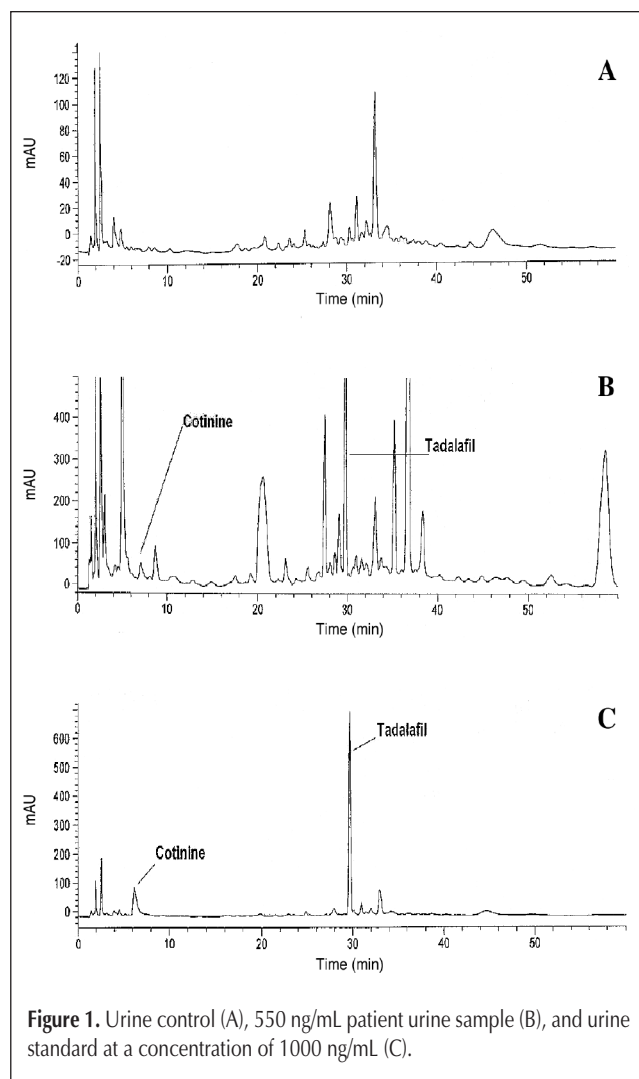 A
120
100
80
60
40
20
0
-20
mAU
0 10 20 30 40 50
Time (min)
B
400
300
200
100
0
mAU
Cotinine
Tadalafil
0 10 20 30 40 50
Time (min)
C
600
500
400
300
200
100
0
mAU
Tadalafil
Cotinine
0 10 20 30 40 50
Time (min)
Figure 1. Urine control (A), 550 ng/mL patient urine sample (B), and urine
standard at a concentration of 1000 ng/mL (C).